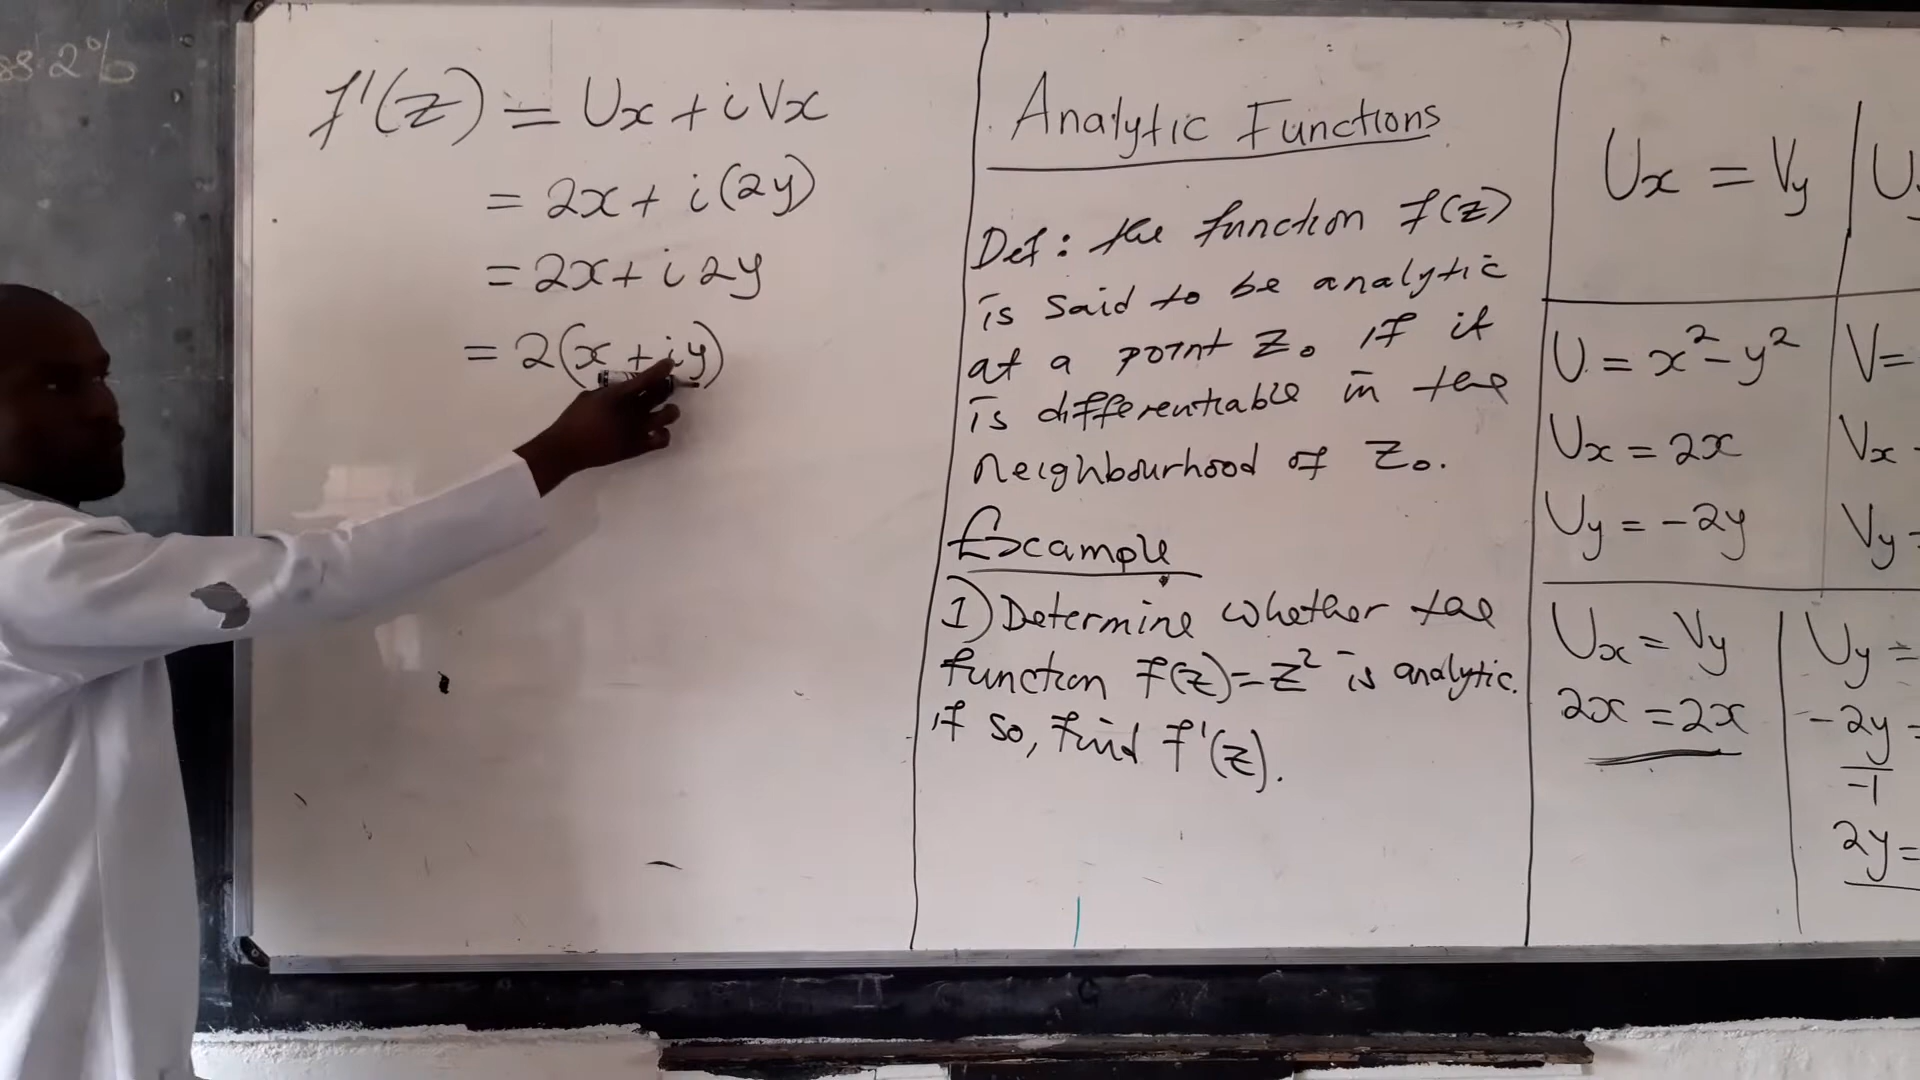 f'(z) = Ux + iVx
= 2x + i(2y)
= 2x + i2y
= 2(x + iy)
Analytic Functions
Def: the function f(z)
is said to be analytic
at a point Z₀ if it
is differentiable in the
neighbourhood of Z₀.
Example
1) Determine whether the
function f(z)=z² is analytic.
if so, find f'(z).
Ux = Vy
U = x² - y² V=
Ux = 2x Vx
Uy = -2y Vy =
Ux = Vy Uy =
2x = 2x -2y =
-1
2y =